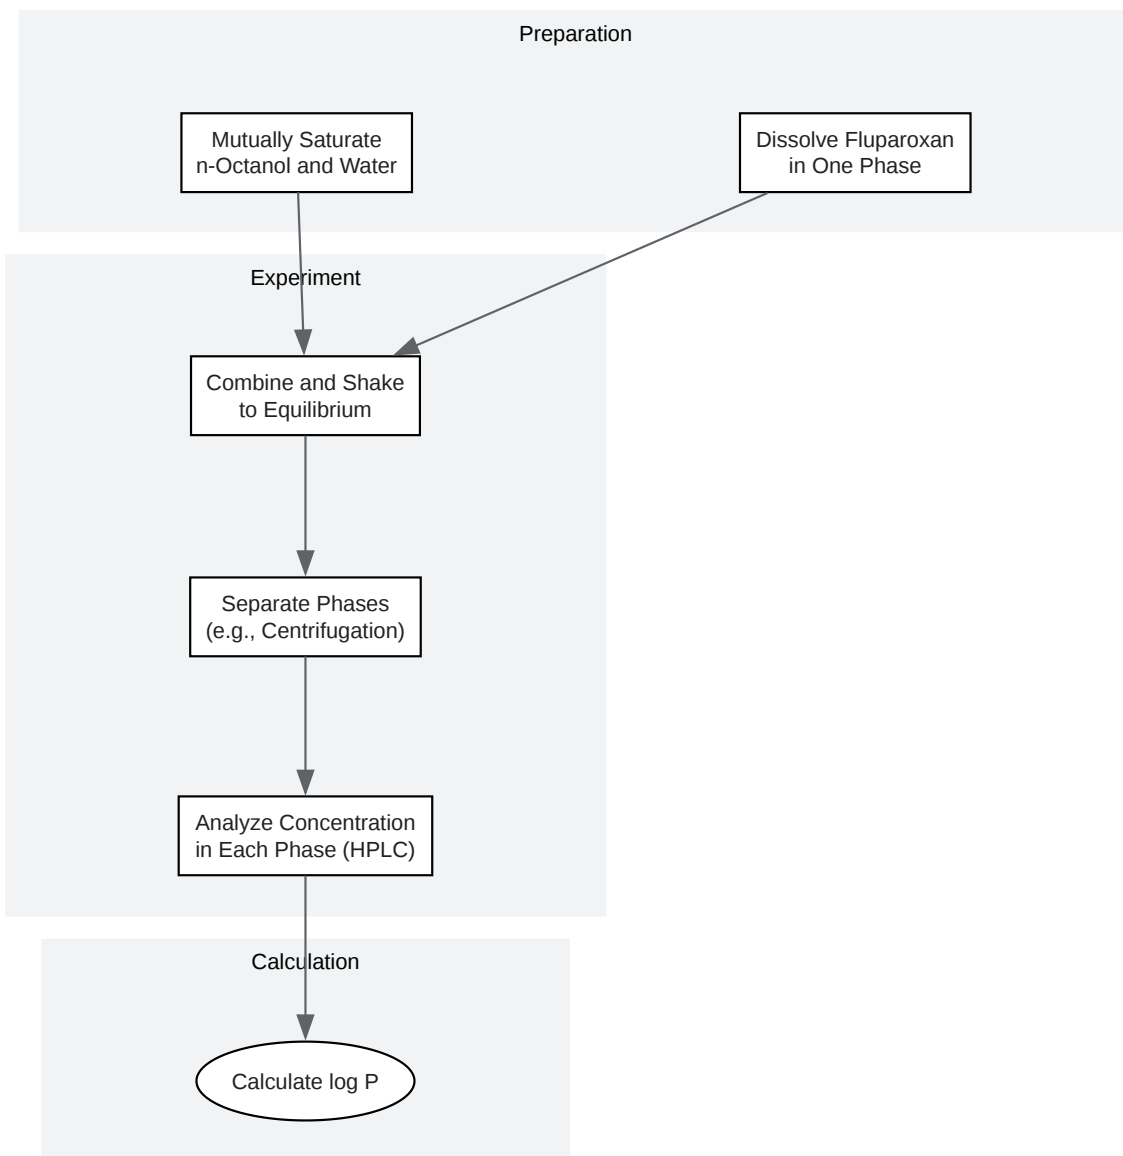 Preparation
Mutually Saturate
n-Octanol and Water
Dissolve Fluparoxan
in One Phase
Experiment
Combine and Shake
to Equilibrium
Separate Phases
(e.g., Centrifugation)
Analyze Concentration
in Each Phase (HPLC)
Calculation
Calculate log P